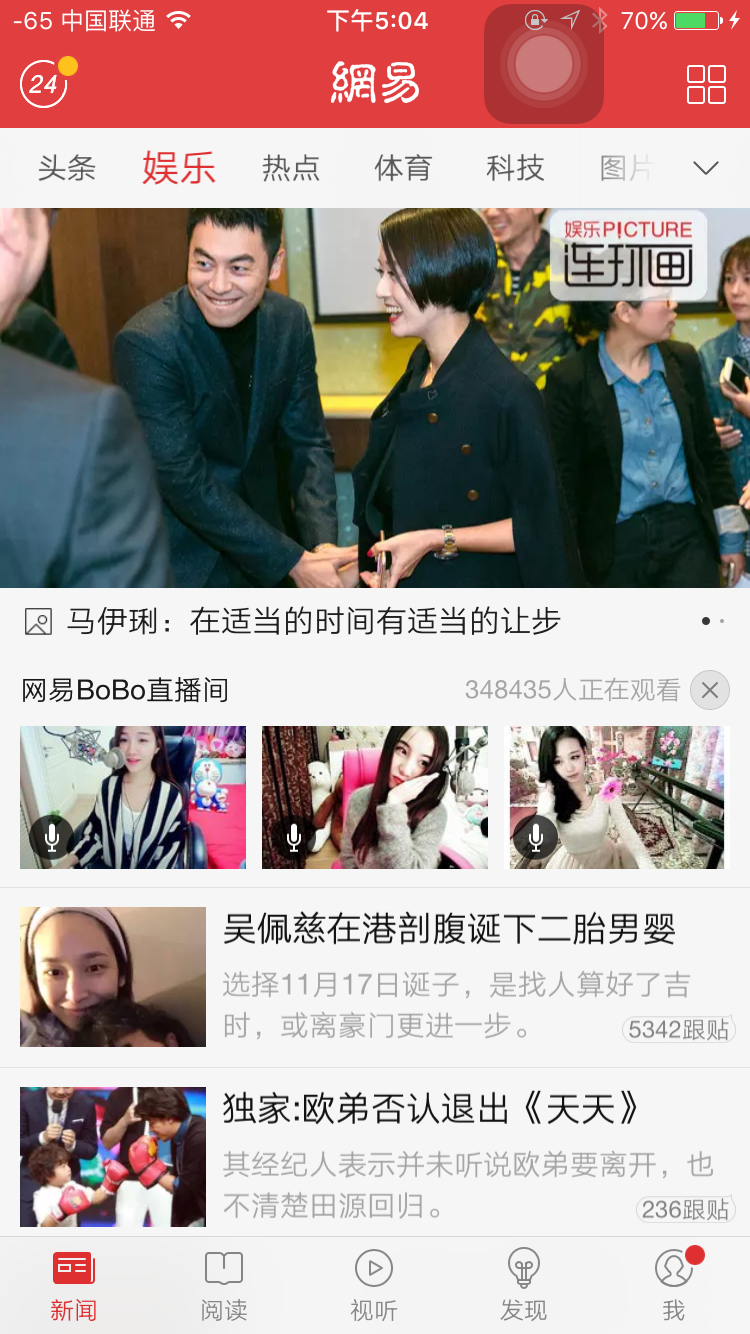 -65 中国联通 下午5:04 70%
24 網易
头条 娱乐 热点 体育 科技 图片
娱乐P!CTURE
连环画
马伊琍：在适当的时间有适当的让步
网易BoBo直播间 348435人正在观看
吴佩慈在港剖腹诞下二胎男婴
选择11月17日诞子，是找人算好了吉
时，或离豪门更进一步。 5342跟贴
独家:欧弟否认退出《天天》
其经纪人表示并未听说欧弟要离开，也
不清楚田源回归。 236跟贴
新闻 阅读 视听 发现 我